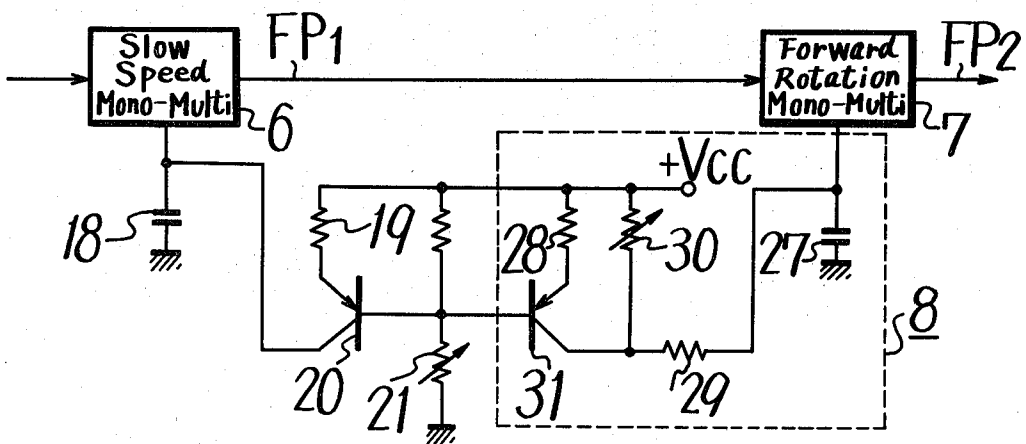 Slow
Speed
Mono-Multi
FP1
6
Forward
Rotation
Mono-Multi
FP2
7
+VCC
18
19
28
30
27
8
20
21
31
29